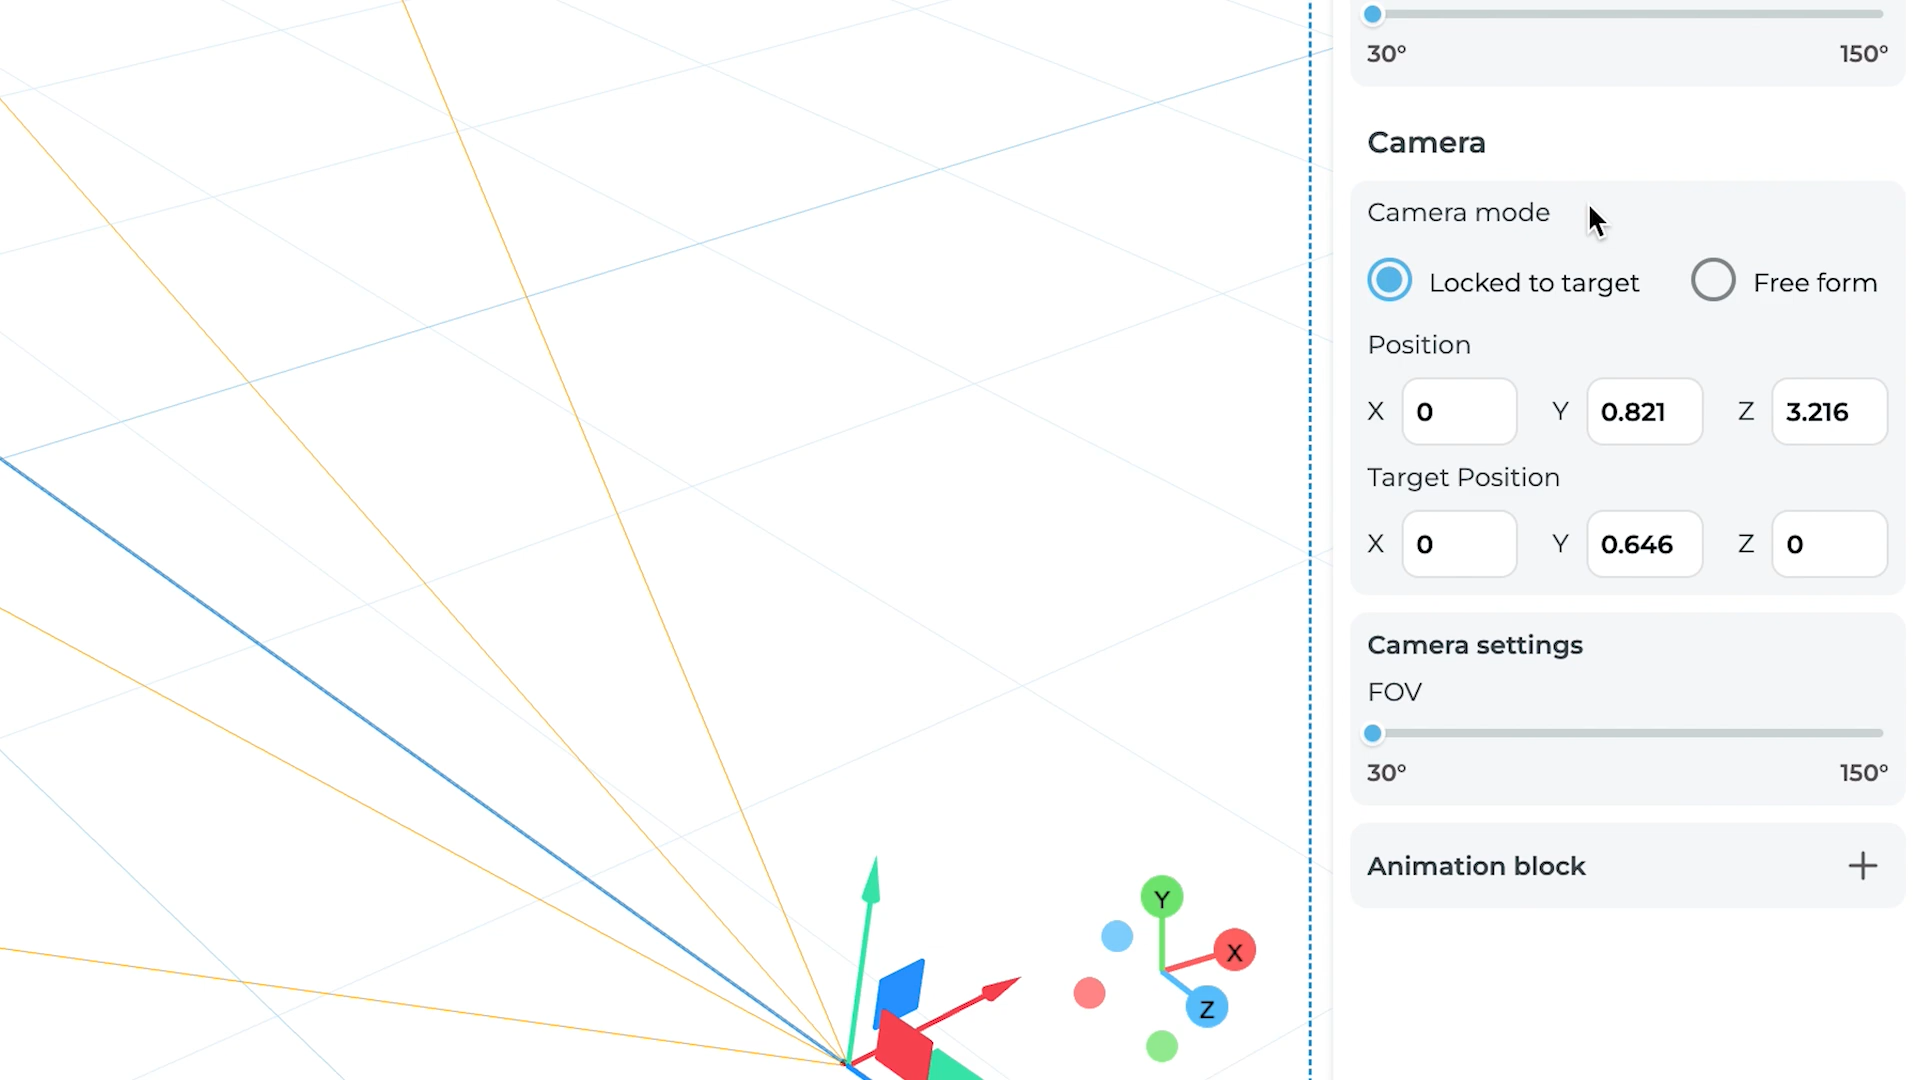 30° 150°
Camera
Camera mode
Locked to target Free form
Position
X 0 Y 0.821 Z 3.216
Target Position
X 0 Y 0.646 Z 0
Camera settings
FOV
30° 150°
Animation block
Y
X
Z